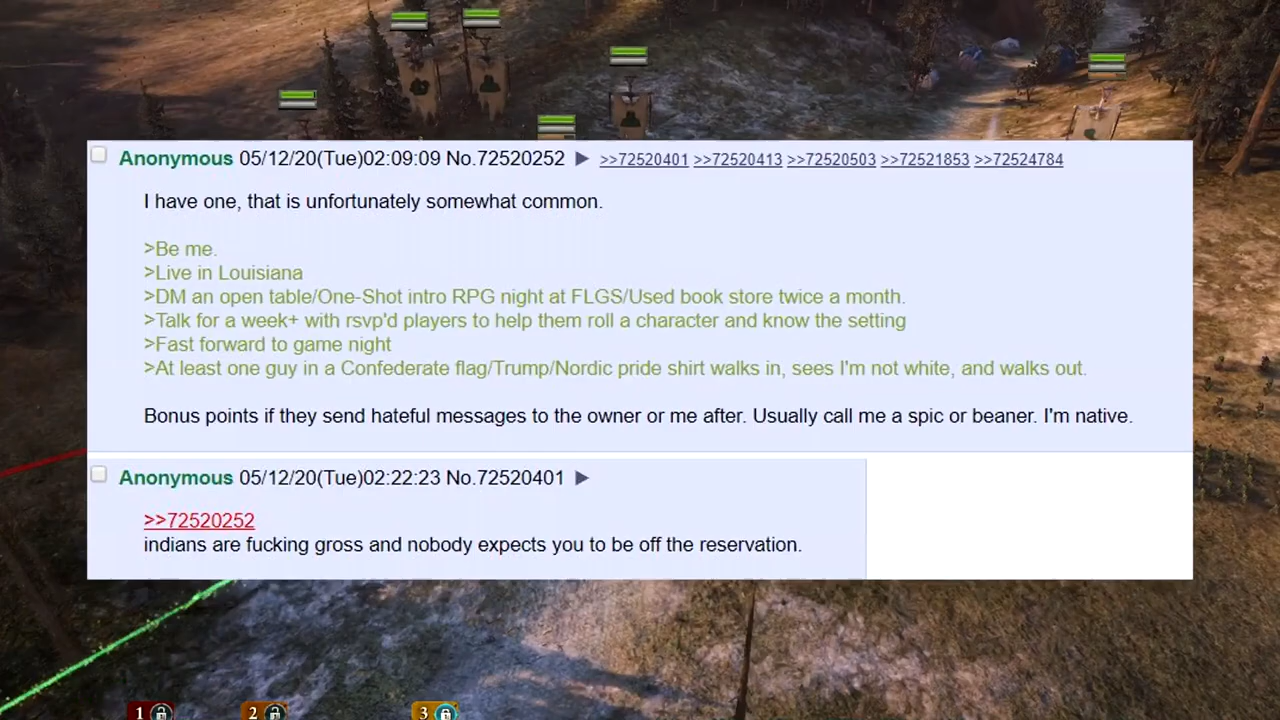 Anonymous 05/12/20(Tue)02:09:09 No.72520252 ▶ >>72520401 >>72520413 >>72520503 >>72521853 >>72524784
I have one, that is unfortunately somewhat common.
>Be me.
>Live in Louisiana
>DM an open table/One-Shot intro RPG night at FLGS/Used book store twice a month.
>Talk for a week+ with rsvp'd players to help them roll a character and know the setting
>Fast forward to game night
>At least one guy in a Confederate flag/Trump/Nordic pride shirt walks in, sees I'm not white, and walks out.
Bonus points if they send hateful messages to the owner or me after. Usually call me a spic or beaner. I'm native.
Anonymous 05/12/20(Tue)02:22:23 No.72520401 ▶
>>72520252
indians are fucking gross and nobody expects you to be off the reservation.
1 2 3